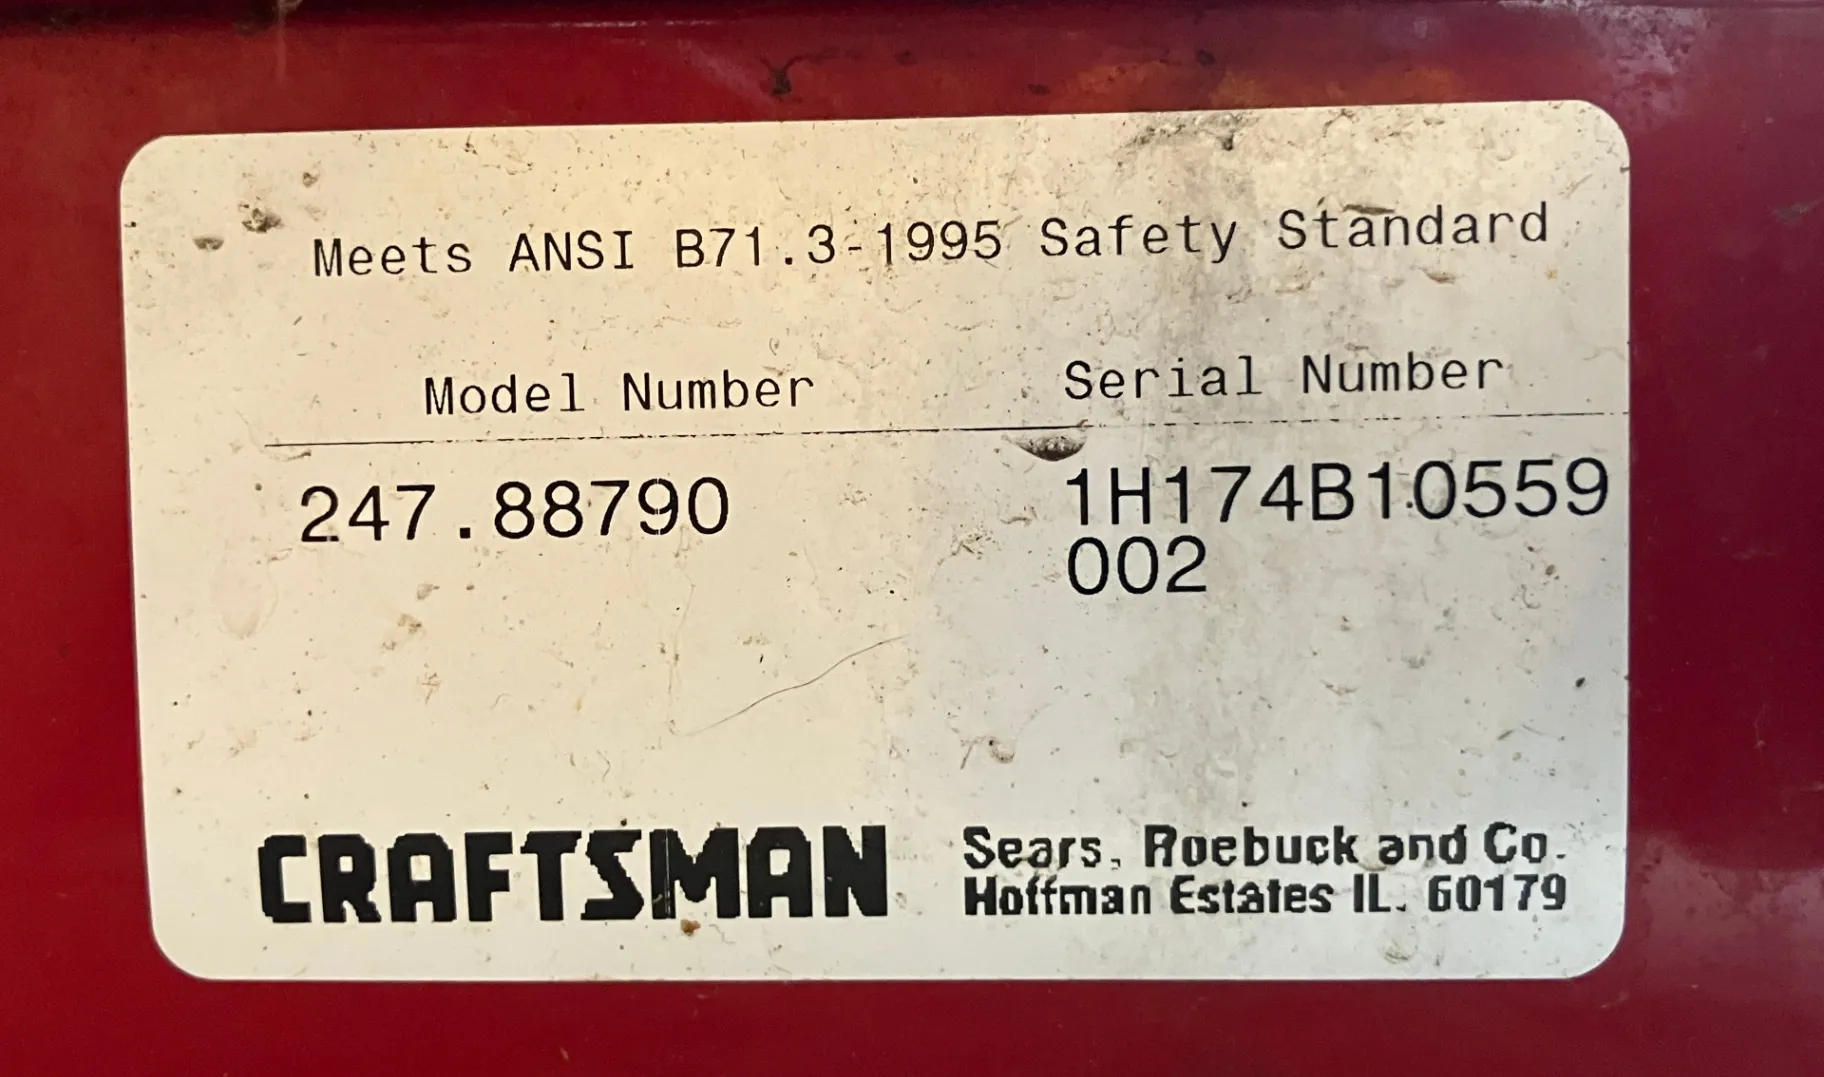 Meets ANSI B71.3-1995 Safety Standard
Model Number Serial Number
247.88790 1H174B10559
002
CRAFTSMAN Sears, Roebuck and Co.
Hoffman Estates IL. 60179